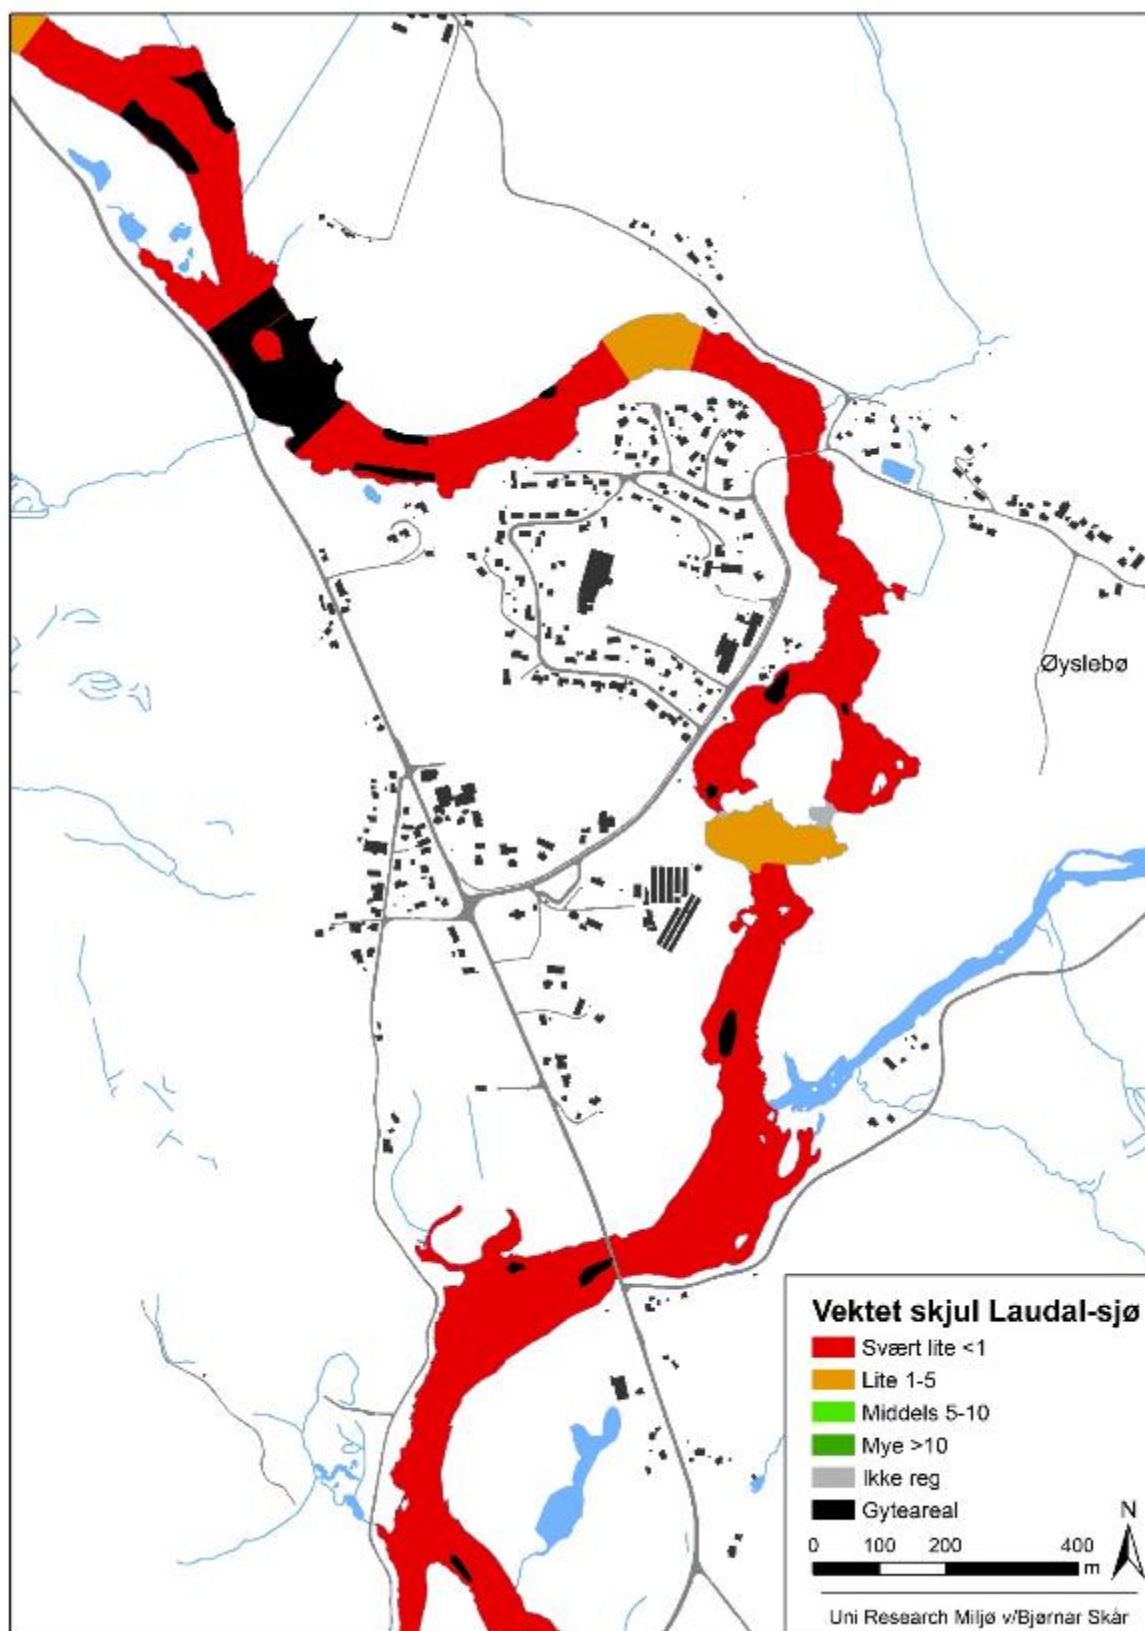 Øyslebø
Vektet skjul Laudal-sjø
Svært lite <1
Lite 1-5
Middels 5-10
Mye >10
Ikke reg
Gyteareal
N
0 100 200 400
m
Uni Research Miljø v/Bjørnar Skår